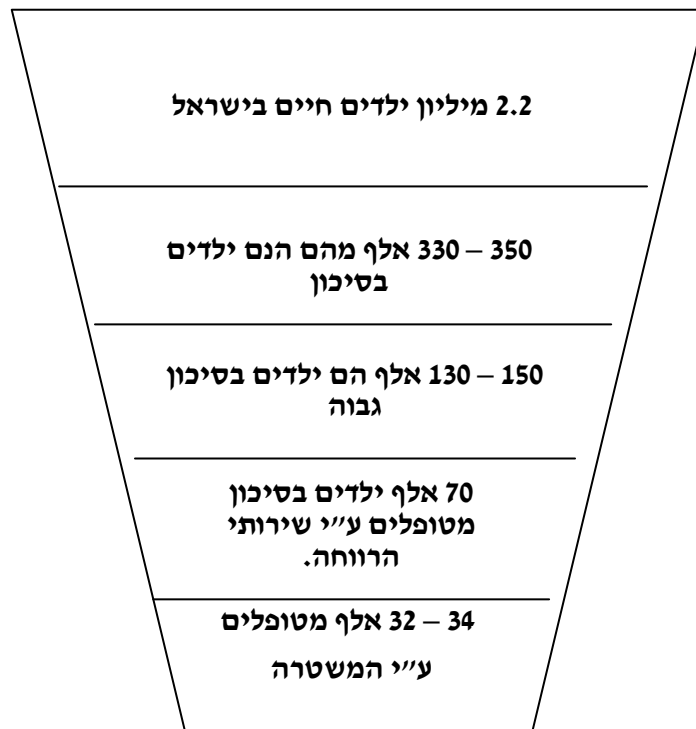 2.2 מיליון ילדים חיים בישראל
350 – 330 אלף מהם הנם ילדים
בסיכון
150 – 130 אלף הם ילדים בסיכון
גבוה
70 אלף ילדים בסיכון
מטופלים ע״י שירותי
הרווחה.
34 – 32 אלף מטופלים
ע״י המשטרה